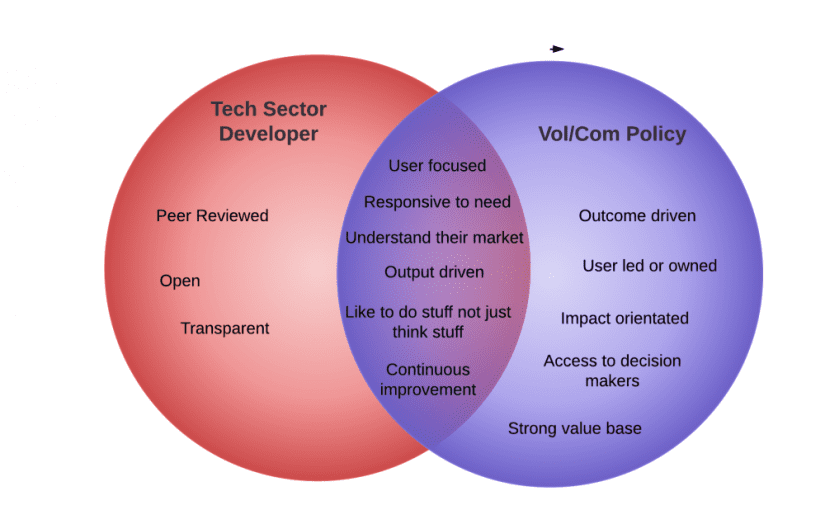 Tech Sector
Developer
Peer Reviewed
Open
Transparent
User focused
Responsive to need
Understand their market
Output driven
Like to do stuff not just
think stuff
Continuous
improvement
Vol/Com Policy
Outcome driven
User led or owned
Impact orientated
Access to decision
makers
Strong value base